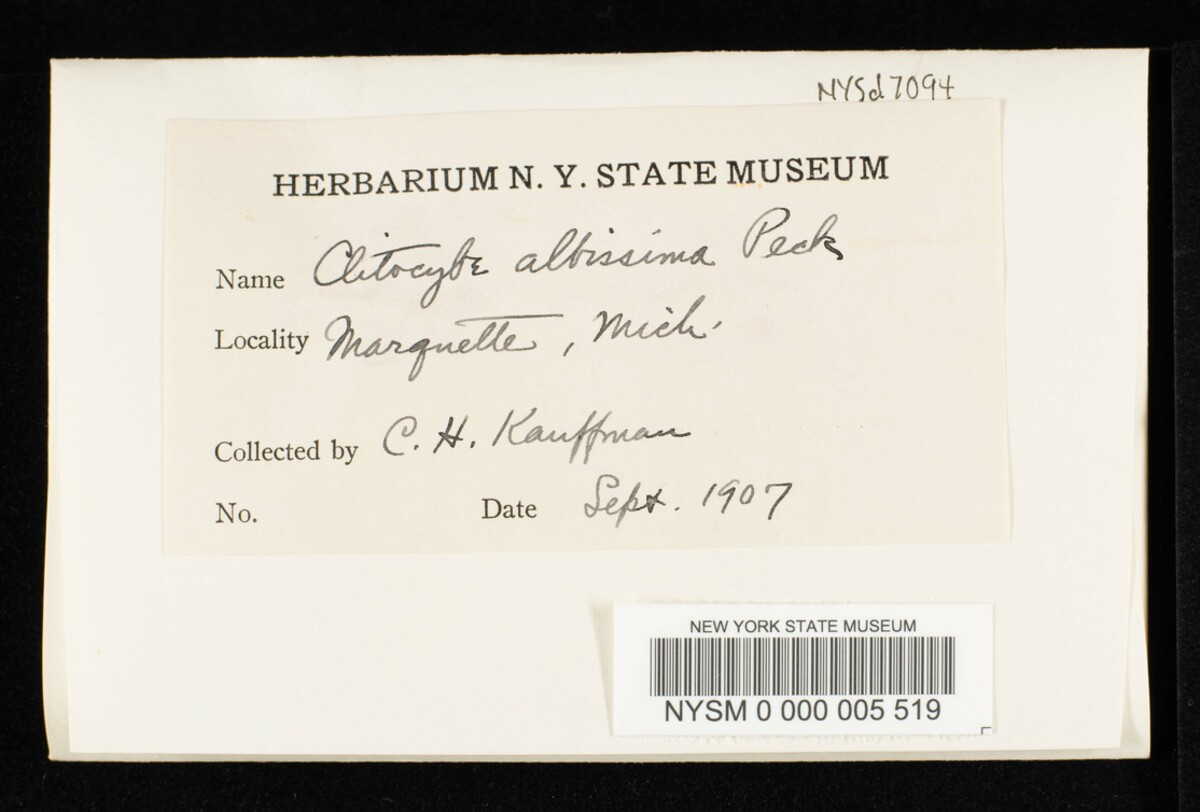 NYSd7094
HERBARIUM N. Y. STATE MUSEUM
Name Clitocybe albissima Peck
Locality Marquette, Mich.
Collected by C. H. Kauffman
No. Date Sept. 1907
NEW YORK STATE MUSEUM
NYSM 0 000 005 519